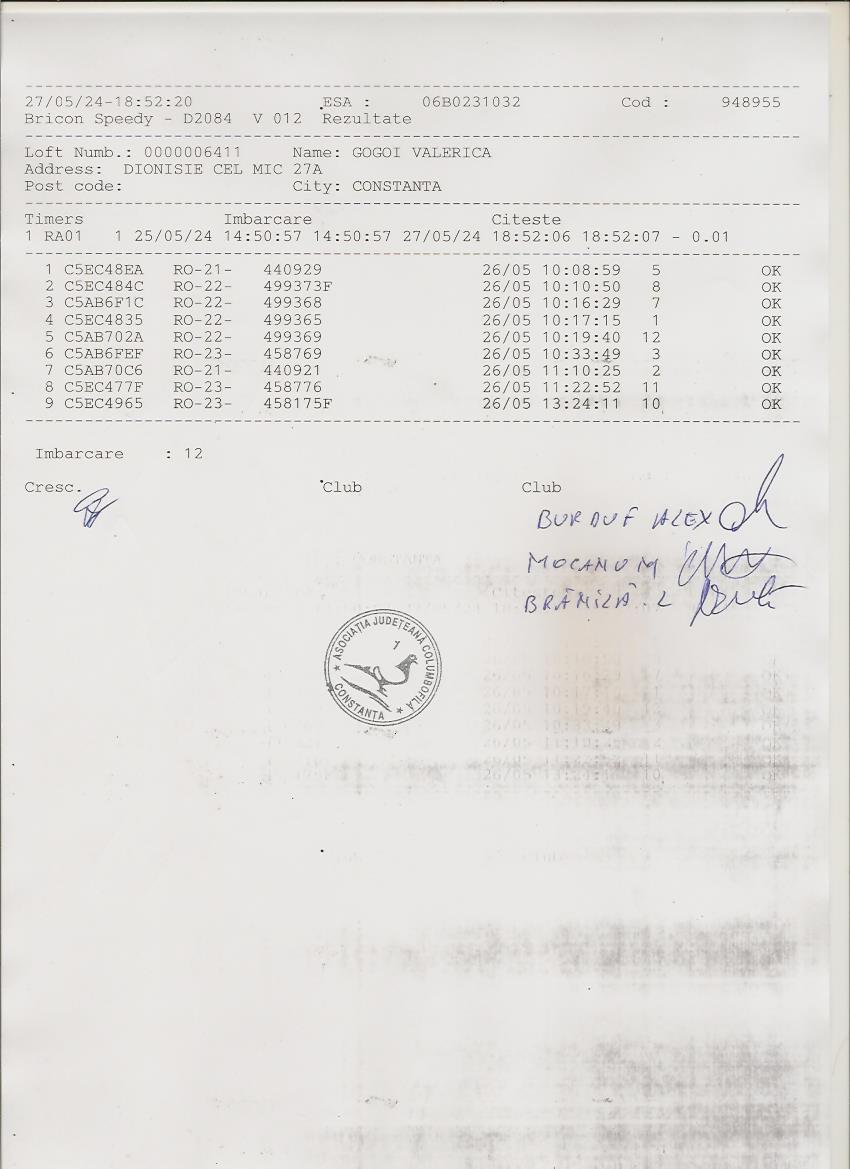 27/05/24-18:52:20 ESA : 06B0231032 Cod : 948955
Bricon Speedy - D2084 V 012 Rezultate
Loft Numb.: 0000006411 Name: GOGOI VALERICA
Address: DIONISIE CEL MIC 27A
Post code: City: CONSTANTA
Timers Imbarcare Citeste
1 RA01 1 25/05/24 14:50:57 14:50:57 27/05/24 18:52:06 18:52:07 - 0.01
1 C5EC48EA RO-21- 440929 26/05 10:08:59 5 OK
2 C5EC484C RO-22- 499373F 26/05 10:10:50 8 OK
3 C5AB6F1C RO-22- 499368 26/05 10:16:29 7 OK
4 C5EC4835 RO-22- 499365 26/05 10:17:15 1 OK
5 C5AB702A RO-22- 499369 26/05 10:19:40 12 OK
6 C5AB6FEF RO-23- 458769 26/05 10:33:49 3 OK
7 C5AB70C6 RO-21- 440921 26/05 11:10:25 2 OK
8 C5EC477F RO-23- 458776 26/05 11:22:52 11 OK
9 C5EC4965 RO-23- 458175F 26/05 13:24:11 10 OK
Imbarcare : 12
Cresc. Club Club
BURDUF ALEX
MOCANU M
BRĂNILĂ L
ASOCIAȚIA JUDEȚEANĂ COLUMBOFILĂ
1
CONSTANTA